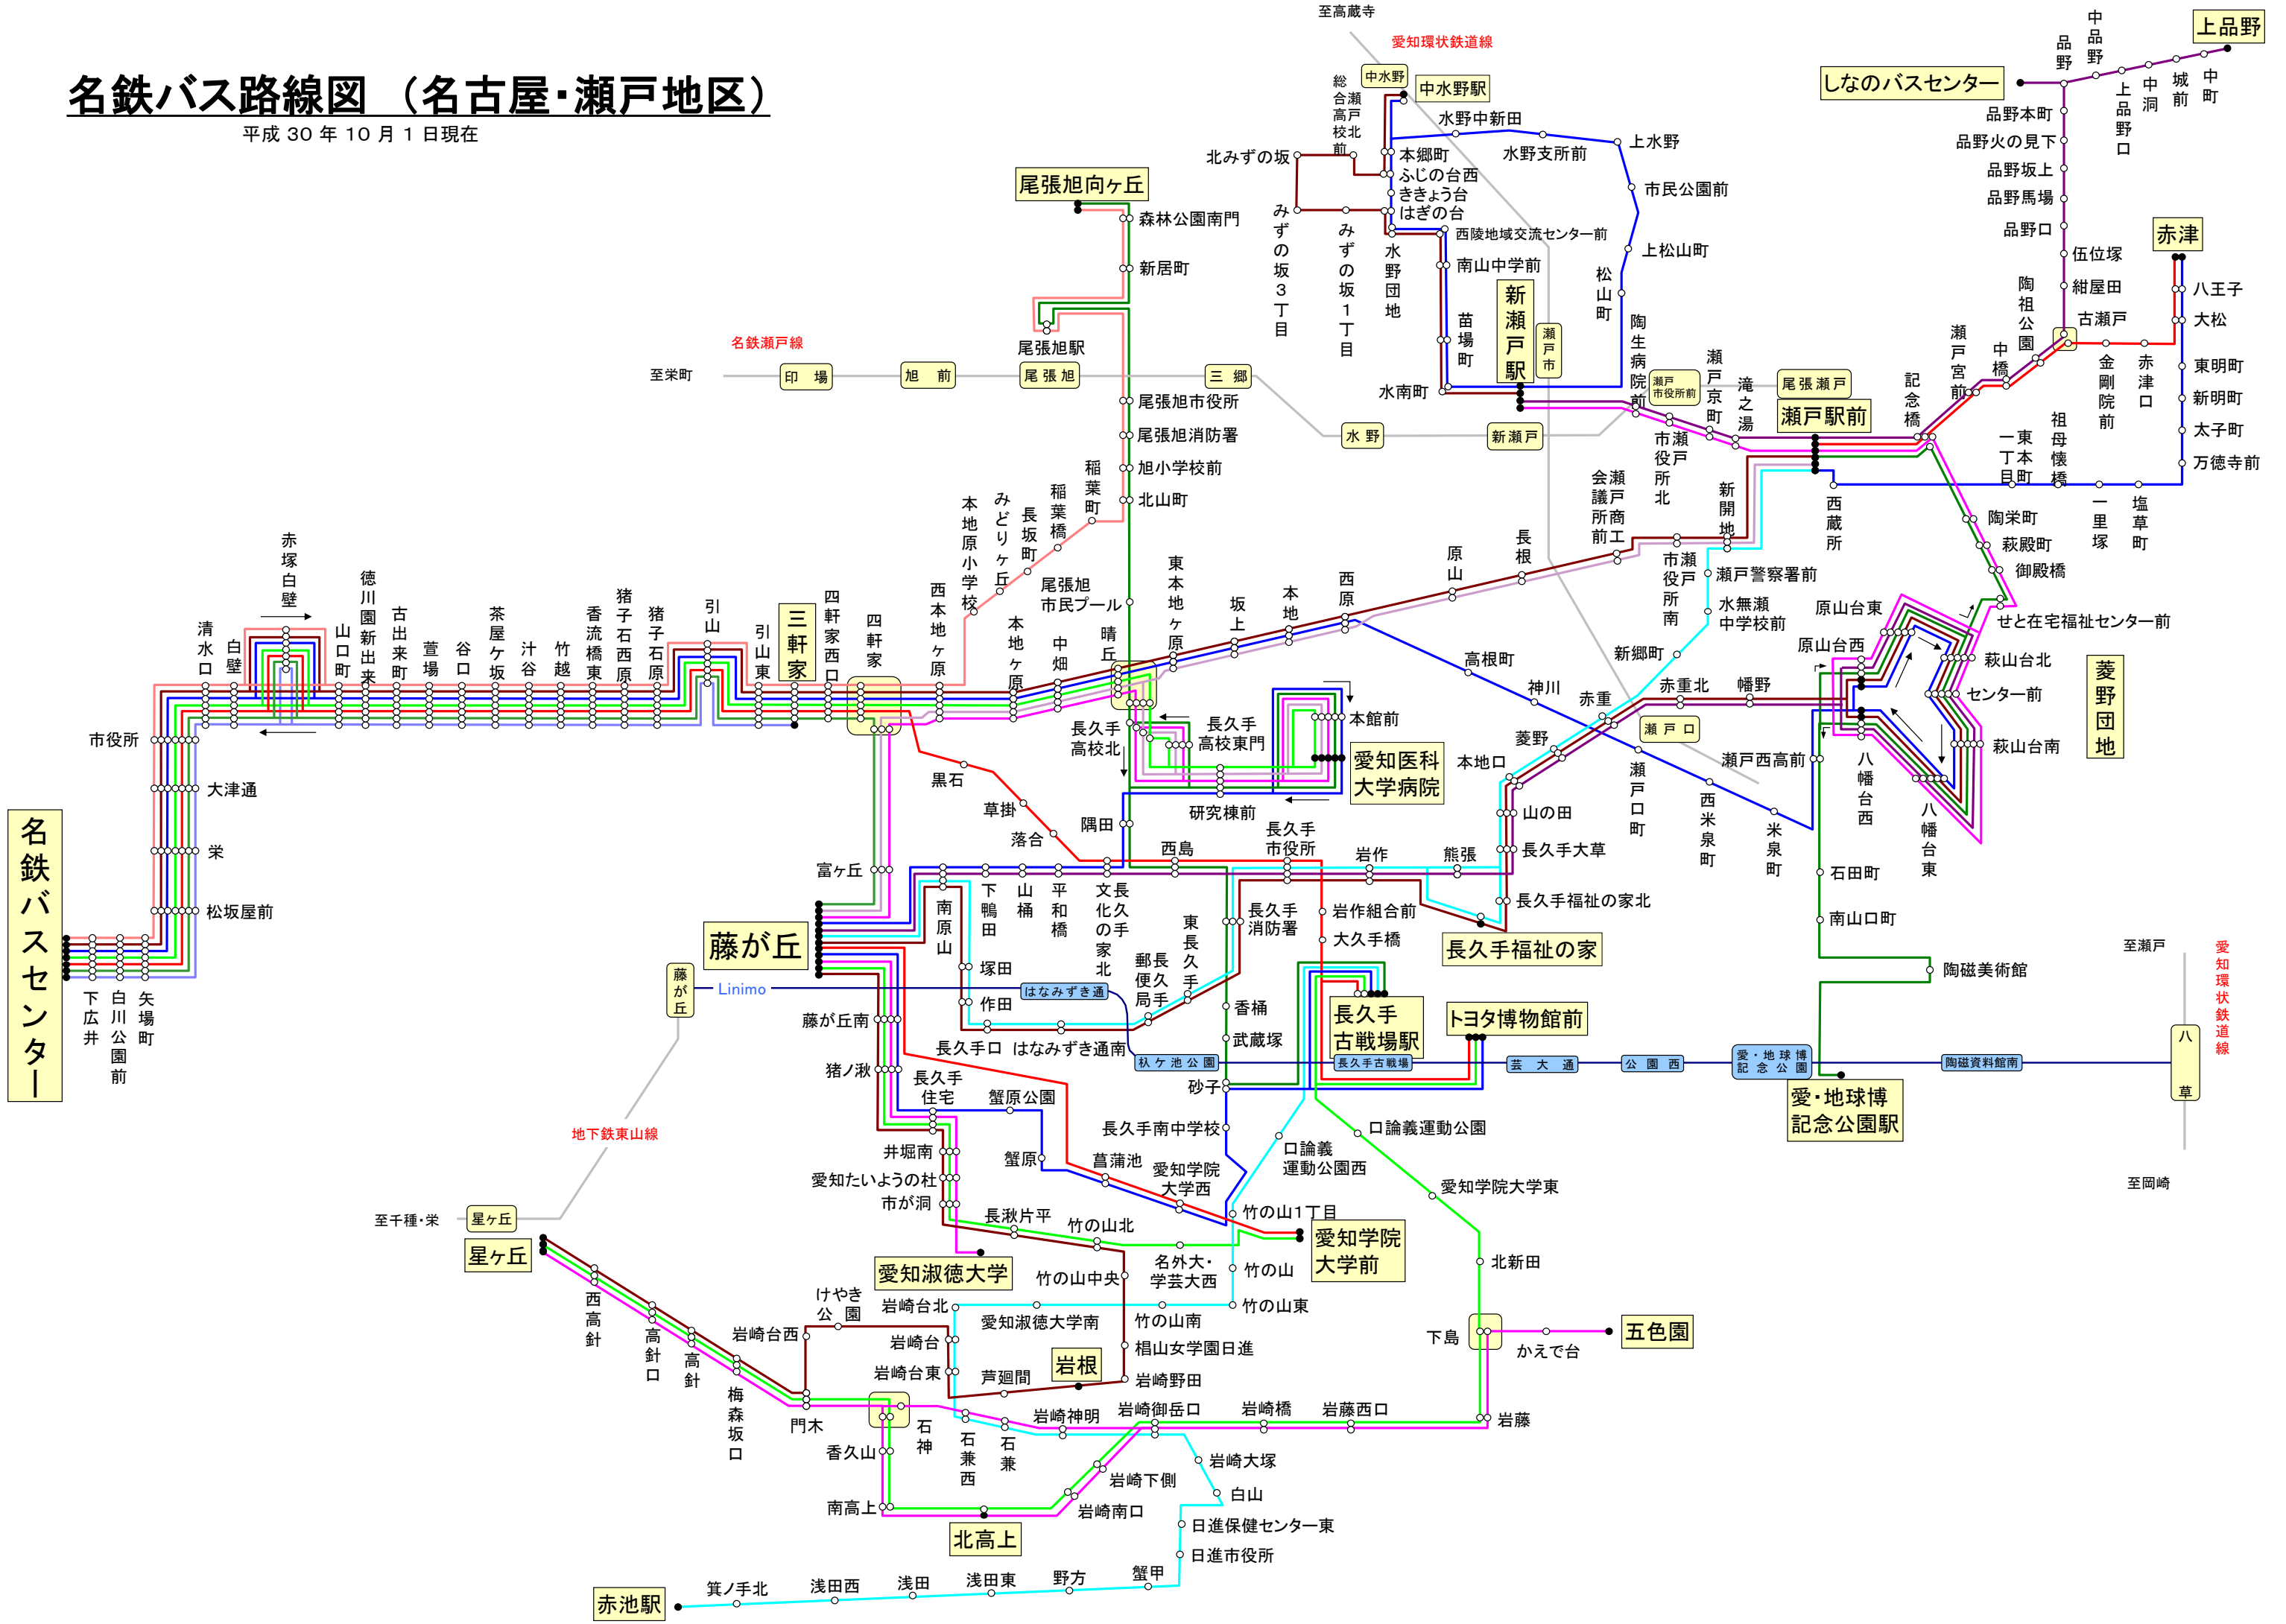 名鉄バス路線図 （名古屋・瀬戸地区）
平成 30 年 10 月 1 日現在
至高蔵寺
愛知環状鉄道線
中水野
中水野駅
瀬戸北
総合高校前
本郷町
ふじの台西
ききょう台
はぎの台
北みずの坂
みずの坂3丁目
みずの坂1丁目
水野団地
水野中新田
水野支所前
上水野
市民公園前
上松山町
松山町
西陵地域交流センター前
南山中学前
苗場町
水南町
新瀬戸駅
瀬戸市
陶生病院前
瀬戸市役所前
瀬戸京町
滝之湯
瀬戸市役所北
尾張瀬戸
瀬戸駅前
記念橋
瀬戸宮前
中橋
陶祖公園
古瀬戸
上品野
中町
城前
中洞
上品野口
中品野
品野
しなのバスセンター
品野本町
品野火の見下
品野坂上
品野馬場
品野口
伍位塚
紺屋田
赤津
八王子
大松
東明町
新明町
太子町
万徳寺前
金剛院前
赤津口
東本町一丁目
祖母懐橋
一里塚
塩草町
西蔵所
陶栄町
萩殿町
御殿橋
せと在宅福祉センター前
尾張旭向ヶ丘
森林公園南門
新居町
尾張旭駅
名鉄瀬戸線
至栄町
印場
旭前
尾張旭
三郷
水野
新瀬戸
尾張旭市役所
尾張旭消防署
旭小学校前
北山町
尾張旭市民プール
稲葉町
稲葉橋
長坂町
みどりヶ丘
本地原小学校
西本地ヶ原
本地ヶ原
中畑
晴丘
東本地ヶ原
坂上
本地
西原
原山
長根
瀬戸商工会議所前
瀬戸市役所南
新開地
瀬戸警察署前
水無瀬中学校前
新郷町
赤重
赤重北
幡野
菱野
本地口
瀬戸口
高根町
神川
瀬戸口町
西米泉町
米泉町
瀬戸西高前
原山台東
原山台西
萩山台北
センター前
萩山台南
八幡台西
八幡台東
菱野団地
石田町
南山口町
陶磁美術館
赤塚白壁
清水口
白壁
山口町
徳川園新出来
古出来町
萱場
谷口
茶屋ケ坂
汁谷
竹越
香流橋東
猪子石西原
猪子石原
引山
引山東
三軒家
四軒家西口
四軒家
市役所
大津通
栄
松坂屋前
名鉄バスセンター
下広井
白川公園前
矢場町
黒石
草掛
落合
富ヶ丘
長久手高校北
長久手高校東門
本館前
愛知医科大学病院
研究棟前
隅田
西島
長久手市役所
岩作
熊張
山の田
長久手大草
長久手福祉の家北
長久手福祉の家
藤が丘
藤が丘
Linimo
はなみずき通
南原山
下鴨田
山桶
平和橋
長久手文化の家北
塚田
作田
長久手口
はなみずき通南
郵便局
長久手
東長久手
長久手消防署
岩作組合前
大久手橋
香桶
武蔵塚
長久手古戦場駅
トヨタ博物館前
杁ケ池公園
長久手古戦場
芸大通
公園西
愛・地球博記念公園
陶磁資料館南
愛・地球博記念公園駅
至瀬戸
愛知環状鉄道線
八草
至岡崎
藤が丘南
猪ノ湫
長久手住宅
蟹原公園
蟹原
砂子
長久手南中学校
口論義運動公園西
口論義運動公園
愛知学院大学東
井堀南
愛知たいようの杜
市が洞
菖蒲池
愛知学院大学西
長湫片平
竹の山北
名外大・学芸大西
愛知学院大学前
竹の山1丁目
竹の山
竹の山東
竹の山南
竹の山中央
愛知淑徳大学
愛知淑徳大学南
椙山女学園日進
岩崎野田
岩根
芦廻間
北新田
下島
かえで台
五色園
岩藤
地下鉄東山線
至千種・栄
星ヶ丘
星ヶ丘
西高針
高針口
高針
梅森坂口
門木
岩崎台西
けやき公園
岩崎台北
岩崎台
岩崎台東
石神
香久山
南高上
北高上
石兼西
石兼
岩崎神明
岩崎御岳口
岩崎橋
岩藤西口
岩崎下側
岩崎南口
岩崎大塚
白山
日進保健センター東
日進市役所
蟹甲
野方
浅田東
浅田
浅田西
箕ノ手北
赤池駅